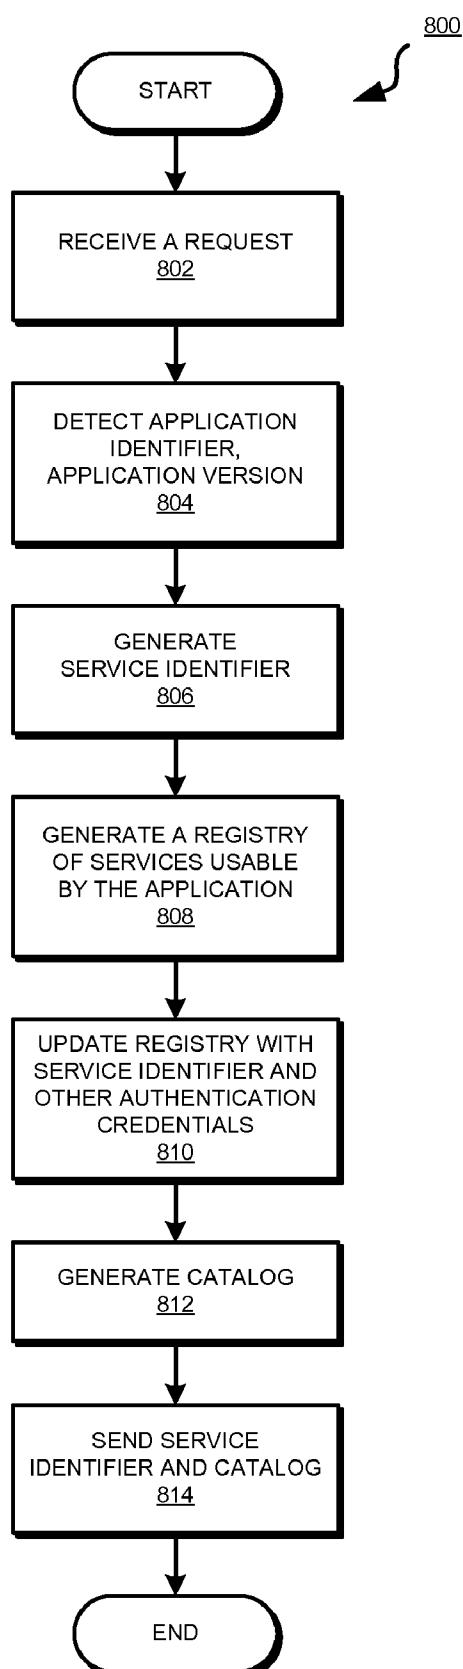 800
START
RECEIVE A REQUEST
802
DETECT APPLICATION
IDENTIFIER,
APPLICATION VERSION
804
GENERATE
SERVICE IDENTIFIER
806
GENERATE A REGISTRY
OF SERVICES USABLE
BY THE APPLICATION
808
UPDATE REGISTRY WITH
SERVICE IDENTIFIER AND
OTHER AUTHENTICATION
CREDENTIALS
810
GENERATE CATALOG
812
SEND SERVICE
IDENTIFIER AND CATALOG
814
END